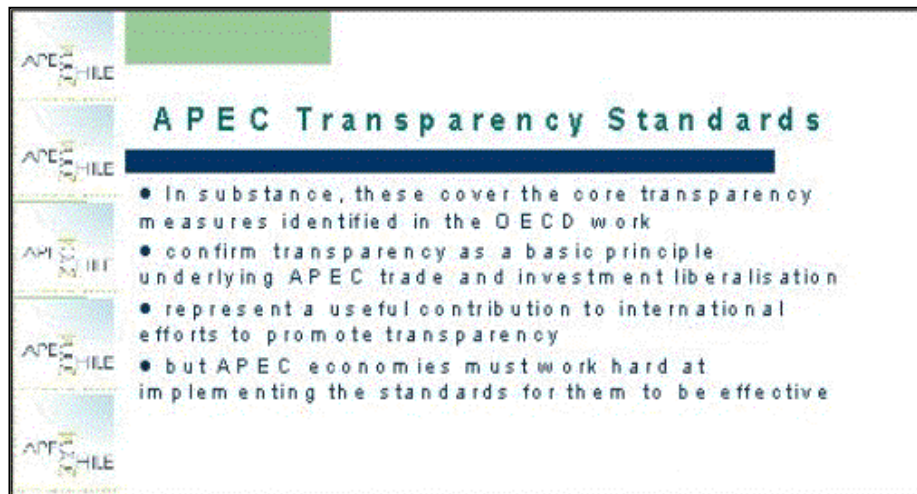 APEC Transparency Standards
● In substance, these cover the core transparency
measures identified in the OECD work
● confirm transparency as a basic principle
underlying APEC trade and investment liberalisation
● represent a useful contribution to international
efforts to promote transparency
● but APEC economies must work hard at
implementing the standards for them to be effective